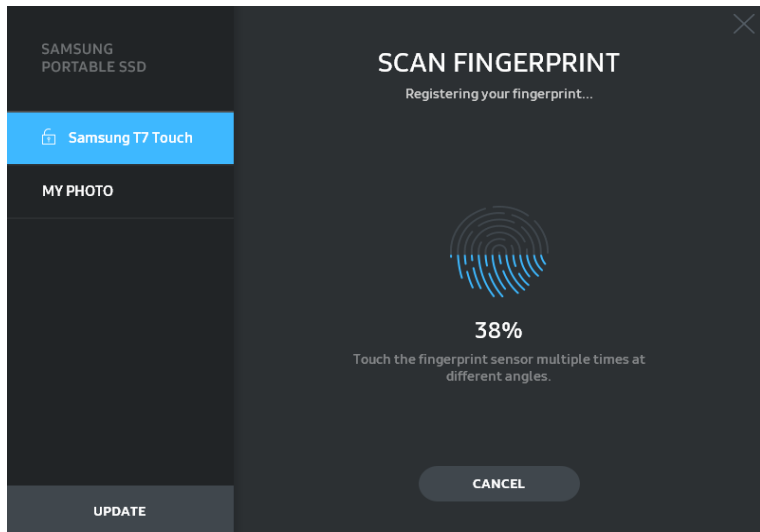 SAMSUNG
PORTABLE SSD
Samsung T7 Touch
MY PHOTO
UPDATE
SCAN FINGERPRINT
Registering your fingerprint...
38%
Touch the fingerprint sensor multiple times at
different angles.
CANCEL